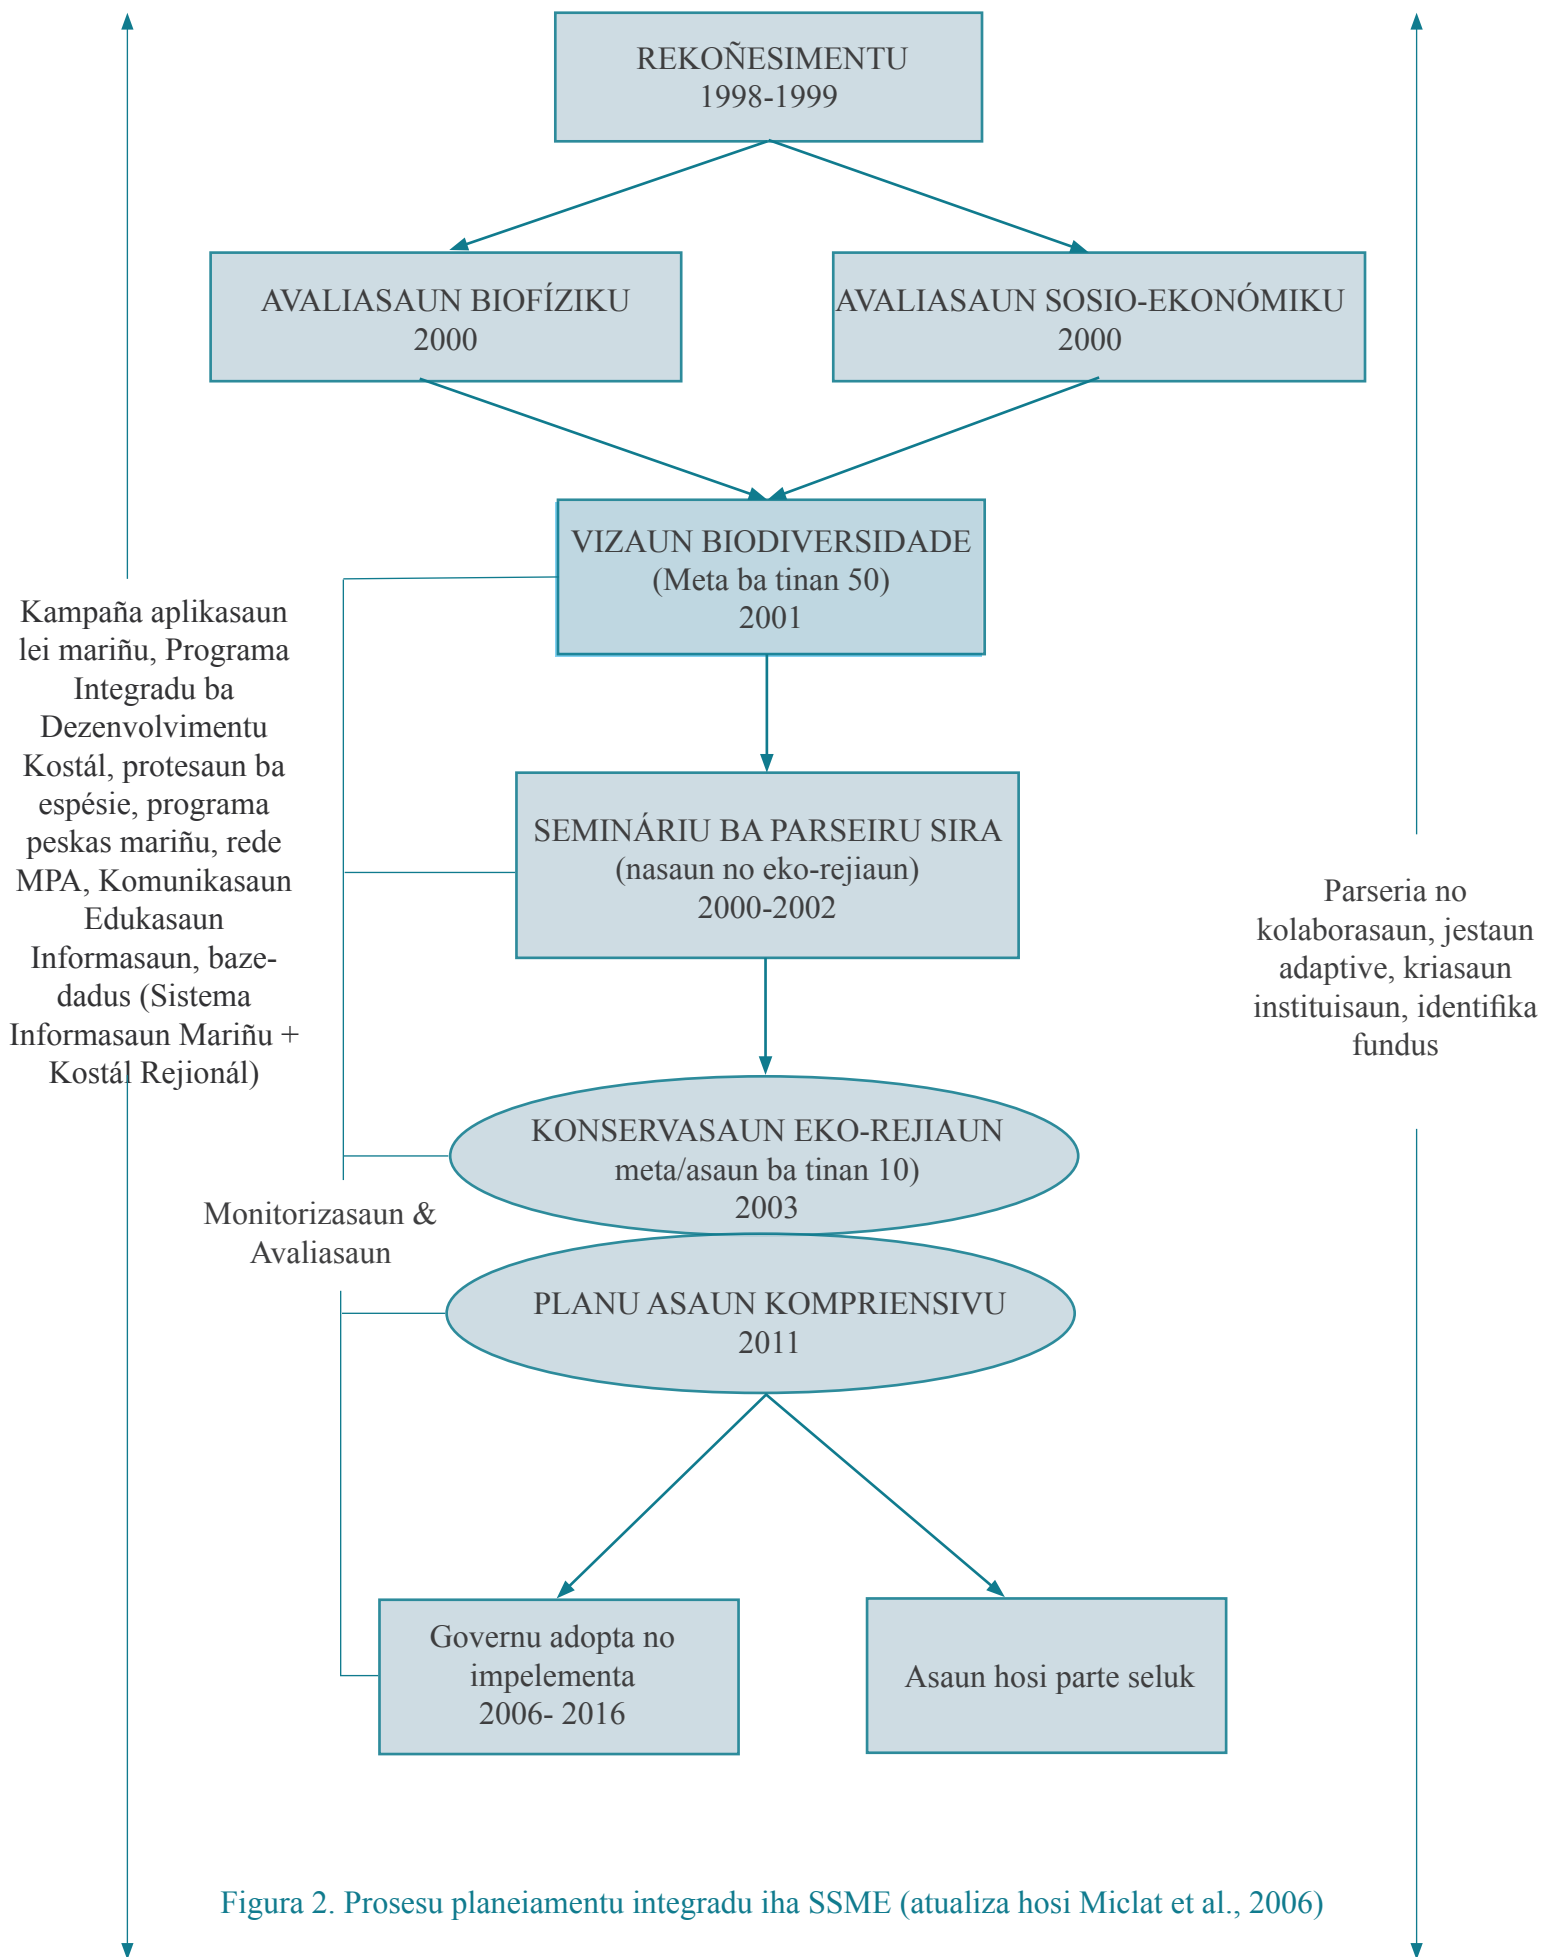 REKOÑESIMENTU
1998-1999
AVALIASAUN BIOFÍZIKU
2000
AVALIASAUN SOSIO-EKONÓMIKU
2000
VIZAUN BIODIVERSIDADE
(Meta ba tinan 50)
2001
Kampaña aplikasaun
lei mariñu, Programa
Integradu ba
Dezenvolvimentu
Kostál, protesaun ba
espésie, programa
peskas mariñu, rede
MPA, Komunikasaun
Edukasaun
Informasaun, baze-
dadus (Sistema
Informasaun Mariñu +
Kostál Rejionál)
SEMINÁRIU BA PARSEIRU SIRA
(nasaun no eko-rejiaun)
2000-2002
Parseria no
kolaborasaun, jestaun
adaptive, kriasaun
instituisaun, identifika
fundus
KONSERVASAUN EKO-REJIAUN
meta/asaun ba tinan 10)
2003
Monitorizasaun &
Avaliasaun
PLANU ASAUN KOMPRIENSIVU
2011
Governu adopta no
impelementa
2006- 2016
Asaun hosi parte seluk
Figura 2. Prosesu planeiamentu integradu iha SSME (atualiza hosi Miclat et al., 2006)